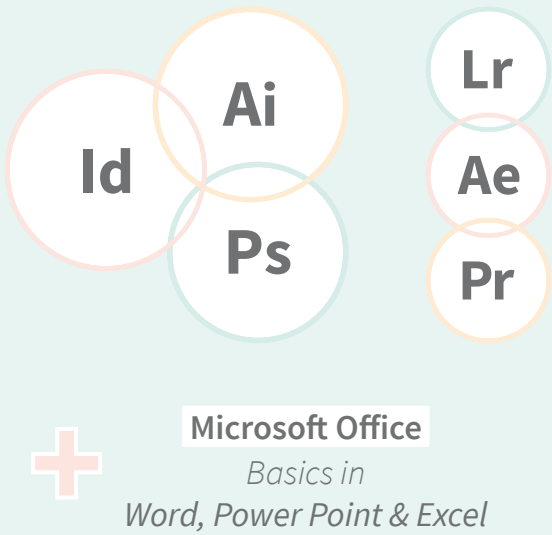 Ai
Id
Ps
Lr
Ae
Pr
Microsoft Office
Basics in
Word, Power Point & Excel